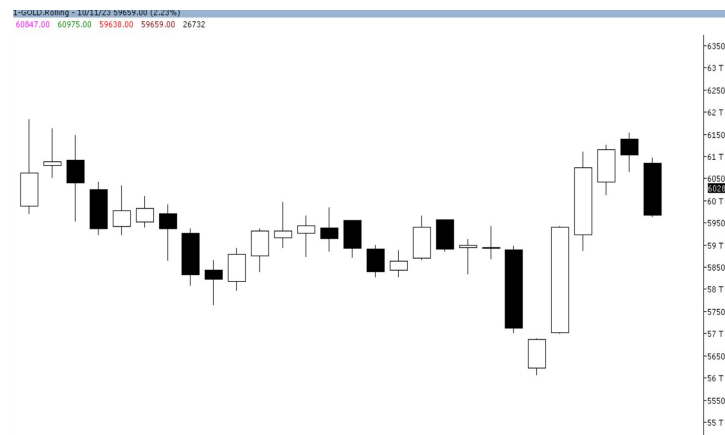 1-GOLD.Rolling - 10/11/23 59659.00 (2.23%)
60847.00 60975.00 59638.00 59659.00 26732
6350
63 T
6250
62 T
6150
61 T
6050
6028
60 T
5950
59 T
5850
58 T
5750
57 T
5650
56 T
5550
55 T